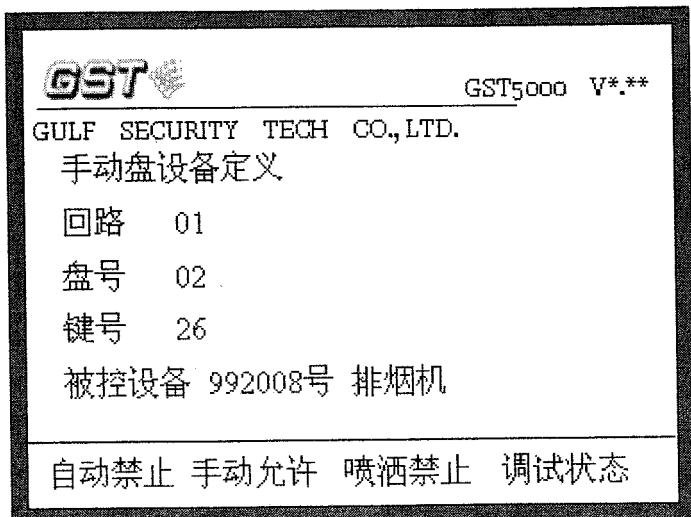 GST
GST5000 V*.**
GULF SECURITY TECH CO.,LTD.
手动盘设备定义
回路 01
盘号 02
键号 26
被控设备 992008号 排烟机
自动禁止 手动允许 喷洒禁止 调试状态